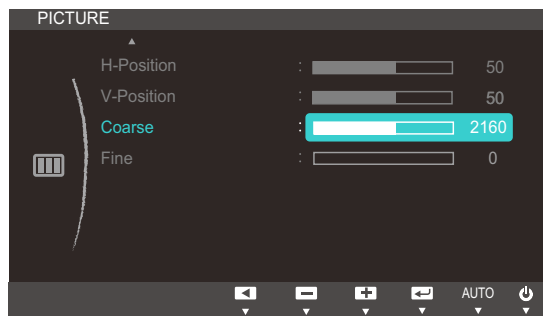 PICTURE
H-Position : 50
V-Position : 50
Coarse : 2160
Fine : 0
AUTO